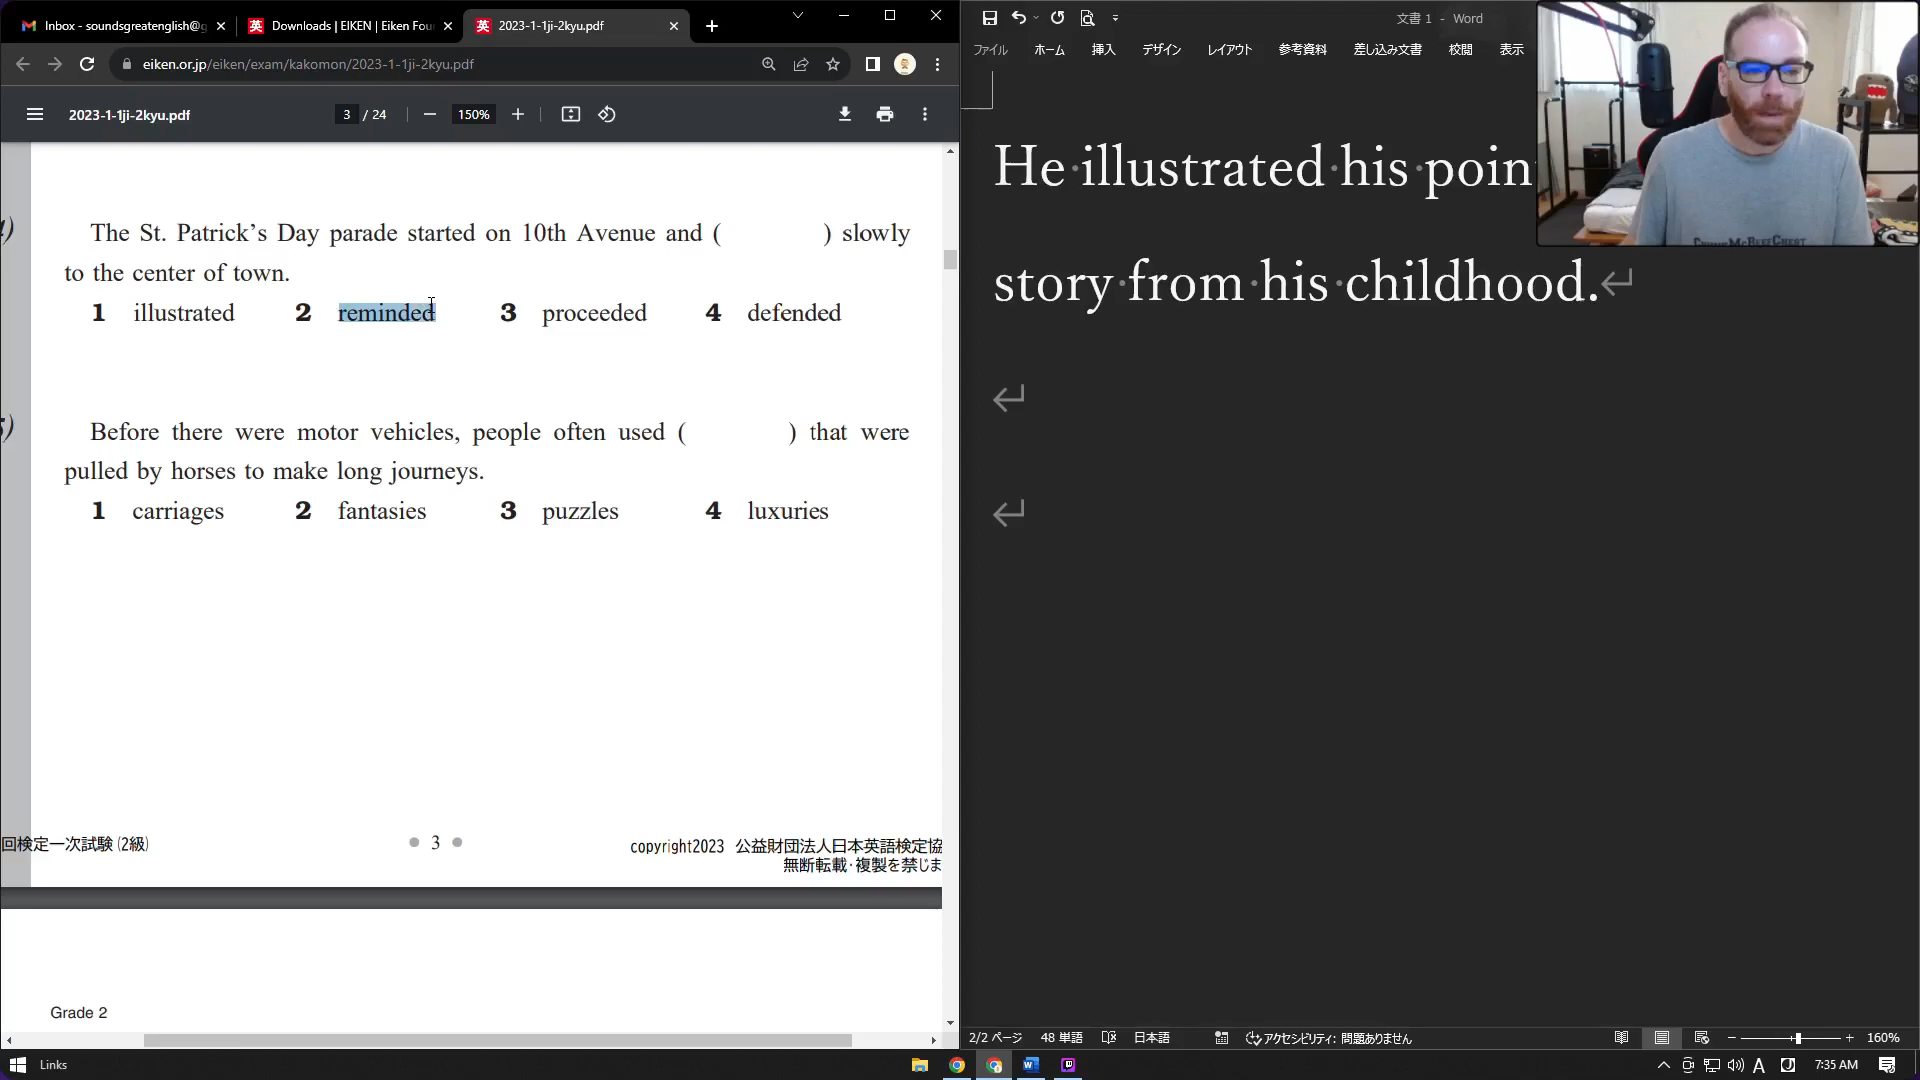 Inbox - soundsgreatenglish@g
Downloads | EIKEN | Eiken Fou
2023-1-1ji-2kyu.pdf
eiken.or.jp/eiken/exam/kakomon/2023-1-1ji-2kyu.pdf
2023-1-1ji-2kyu.pdf
3 / 24
150%
The St. Patrick's Day parade started on 10th Avenue and ( ) slowly
to the center of town.
1 illustrated 2 reminded 3 proceeded 4 defended
Before there were motor vehicles, people often used ( ) that were
pulled by horses to make long journeys.
1 carriages 2 fantasies 3 puzzles 4 luxuries
回検定一次試験 (2級)
3
copyright2023 公益財団法人日本英語検定協
無断転載・複製を禁じま
Grade 2
文書 1 - Word
ファイル ホーム 挿入 デザイン レイアウト 参考資料 差し込み文書 校閲 表示
He illustrated his poin
story from his childhood.
2/2 ページ 48 単語 日本語 アクセシビリティ: 問題ありません 160%
Links
A 7:35 AM